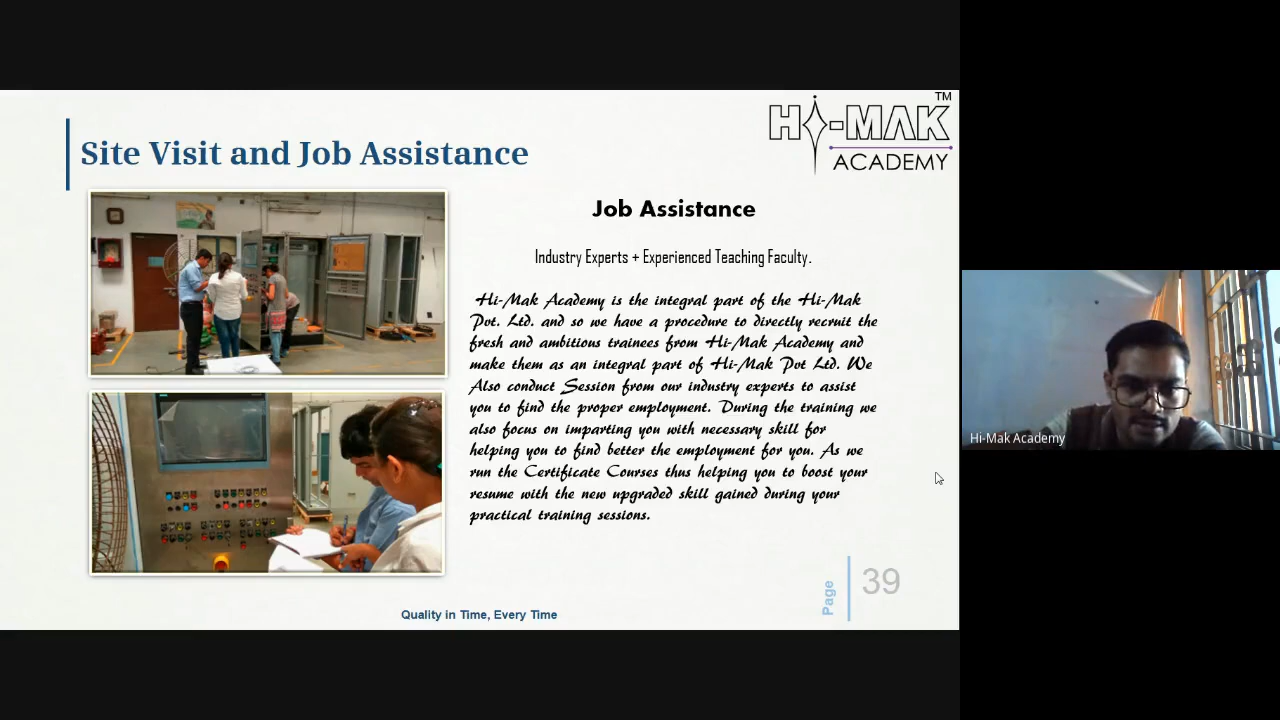 HI-MAK
TM
ACADEMY
Site Visit and Job Assistance
Job Assistance
Industry Experts + Experienced Teaching Faculty.
Hi-Mak Academy is the integral part of the Hi-Mak
Pvt. Ltd. and so we have a procedure to directly recruit the
fresh and ambitious trainees from Hi-Mak Academy and
make them as an integral part of Hi-Mak Pvt Ltd. We
Also conduct Session from our industry experts to assist
you to find the proper employment. During the training we
also focus on imparting you with necessary skill for
helping you to find better the employment for you. As we
run the Certificate Courses thus helping you to boost your
resume with the new upgraded skill gained during your
practical training sessions.
Page
39
Quality in Time, Every Time
Hi-Mak Academy